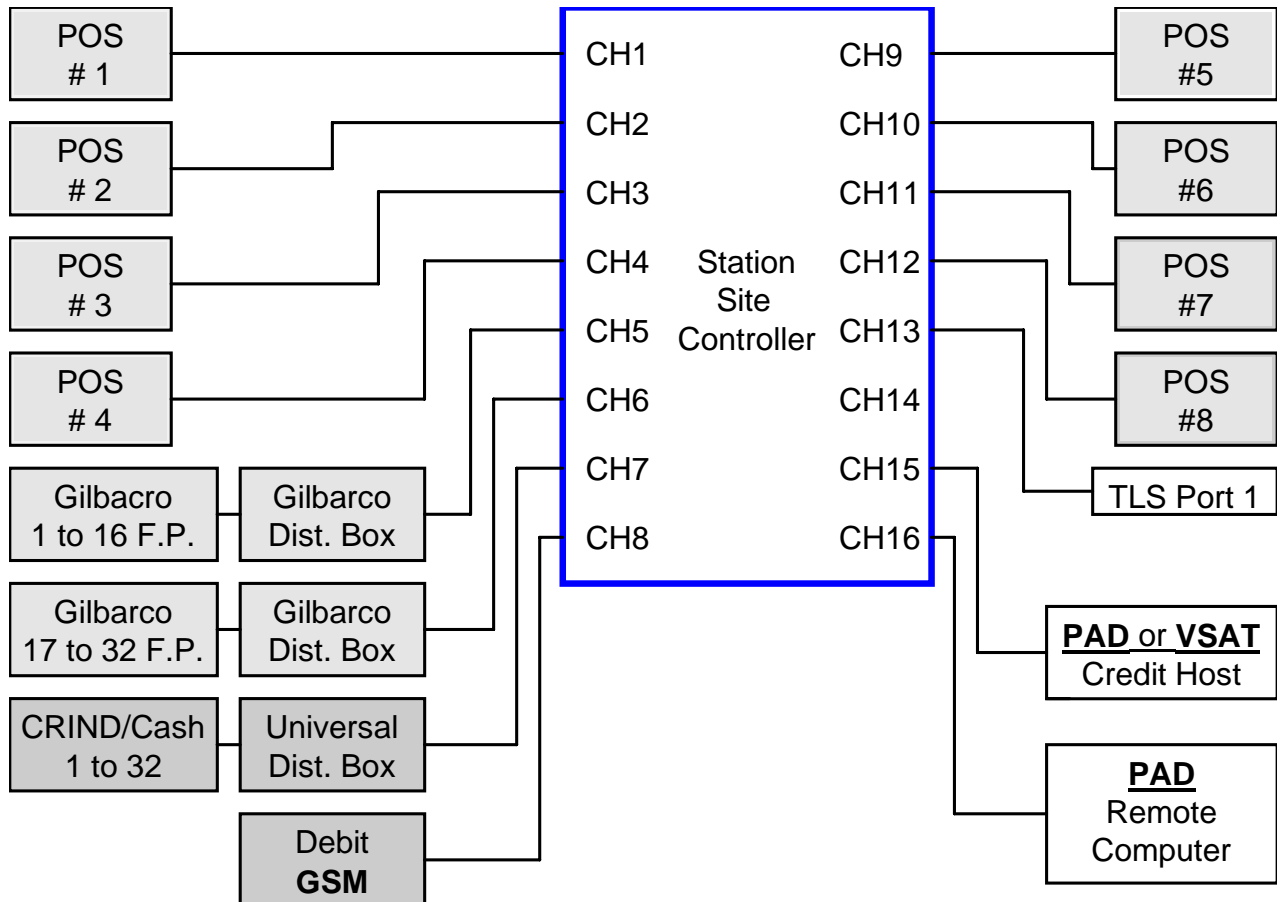 POS
# 1
POS
# 2
POS
# 3
POS
# 4
Gilbacro
1 to 16 F.P.
Gilbarco
Dist. Box
Gilbarco
17 to 32 F.P.
Gilbarco
Dist. Box
CRIND/Cash
1 to 32
Universal
Dist. Box
Debit
GSM
CH1
CH2
CH3
CH4
CH5
CH6
CH7
CH8
Station
Site
Controller
CH9
CH10
CH11
CH12
CH13
CH14
CH15
CH16
POS
#5
POS
#6
POS
#7
POS
#8
TLS Port 1
PAD or VSAT
Credit Host
PAD
Remote
Computer